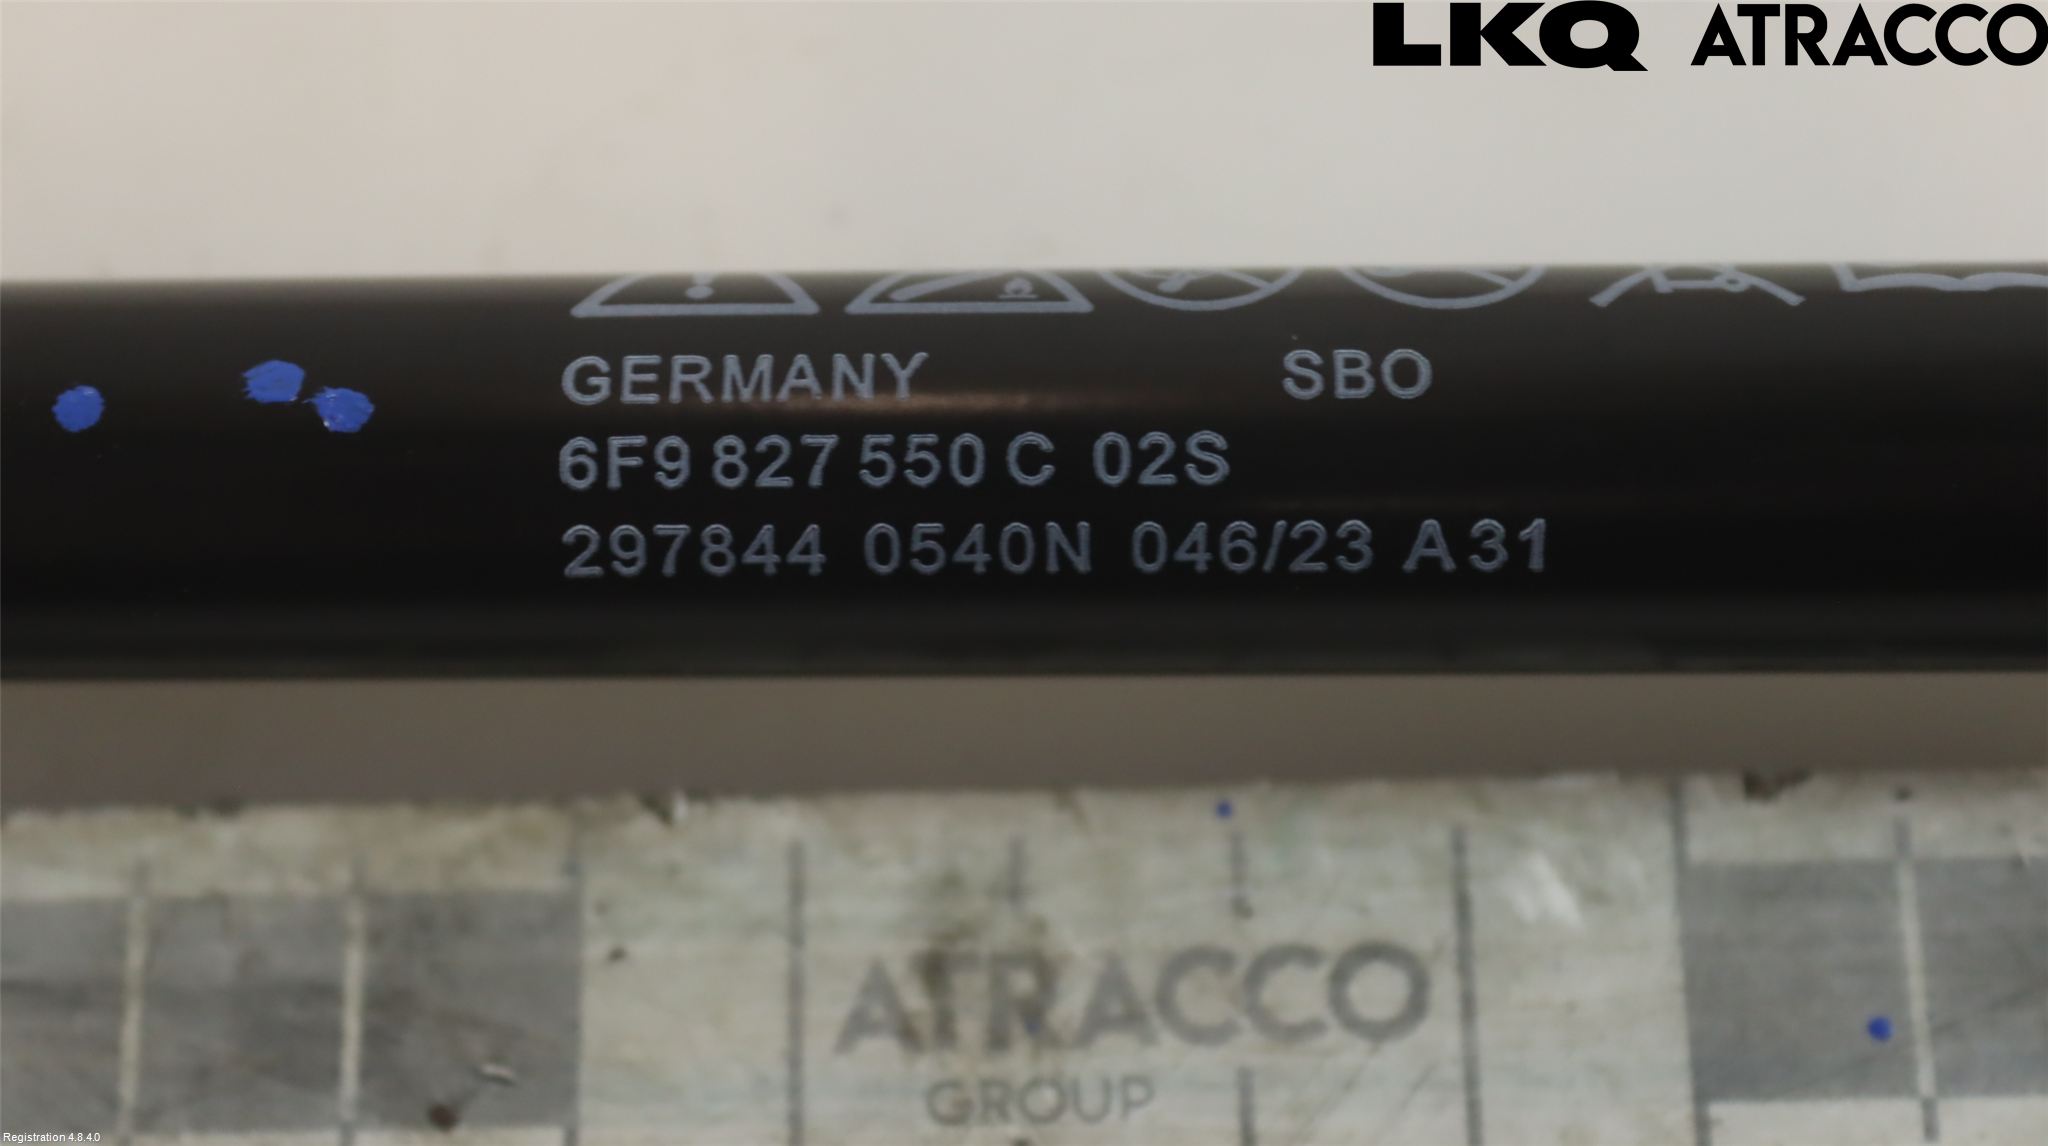 LKQ ATRACCO
GERMANY SBO
6F9 827 550 C 02S
297844 0540N 046/23 A31
ATRACCO
GROUP
Registration 4.8.4.0